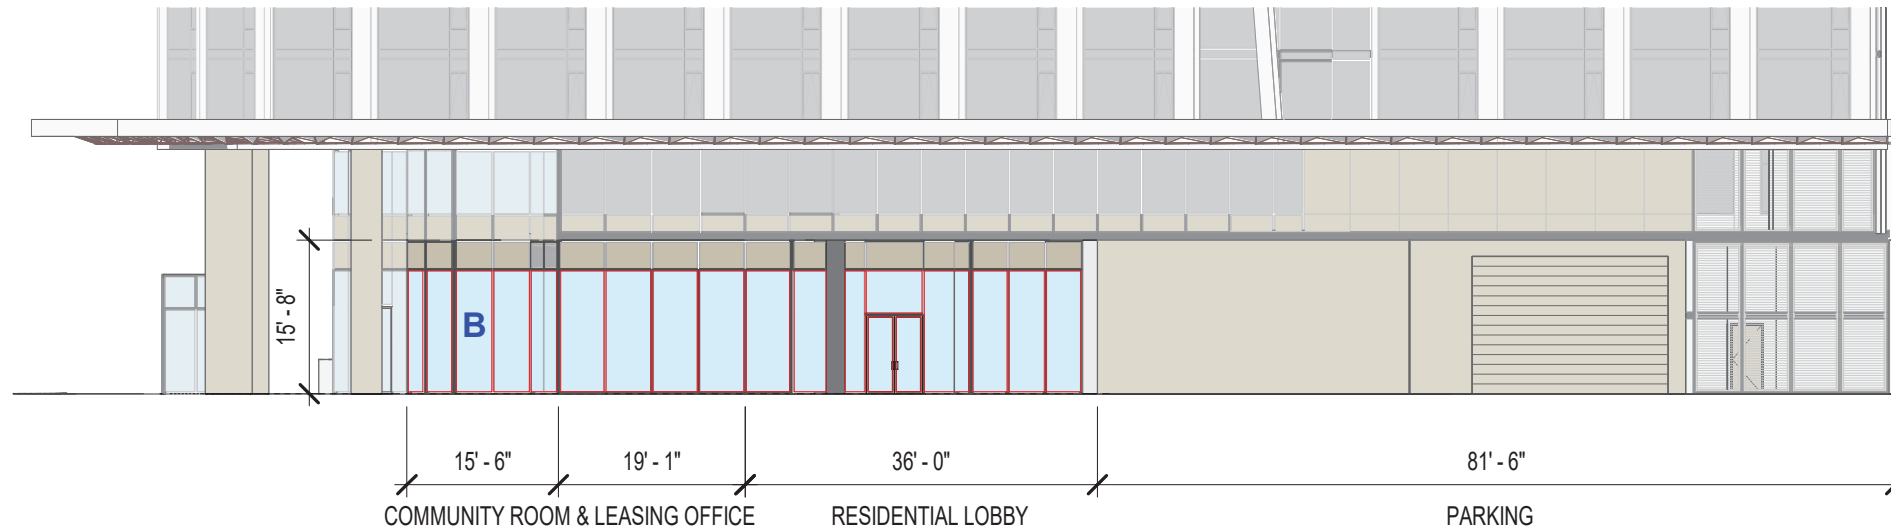 B
15' - 8"
15' - 6"
19' - 1"
36' - 0"
81' - 6"
COMMUNITY ROOM & LEASING OFFICE
RESIDENTIAL LOBBY
PARKING